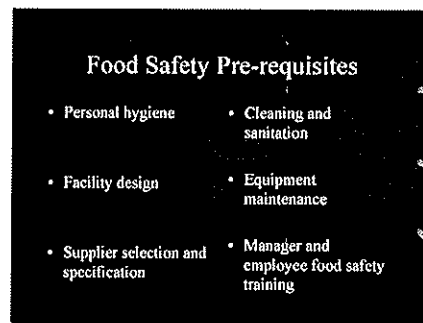 Food Safety Pre-requisites
• Personal hygiene
• Facility design
• Supplier selection and
specification
• Cleaning and
sanitation
• Equipment
maintenance
• Manager and
employee food safety
training